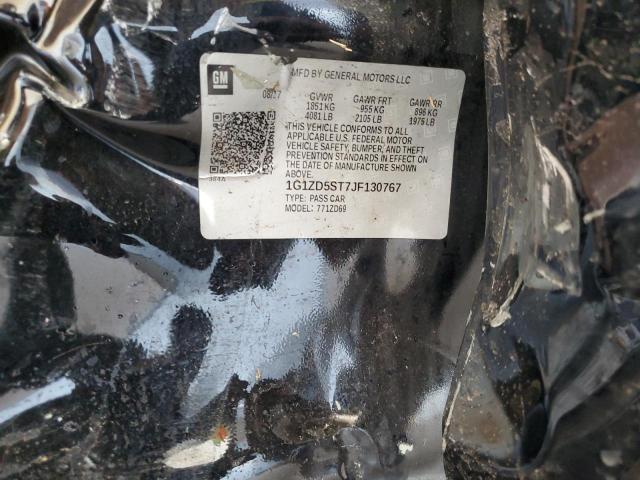 GM
MFD BY GENERAL MOTORS LLC
08/17 GVWR GAWR FRT GAWR RR
1851 KG 955 KG 896 KG
4081 LB 2105 LB 1975 LB
THIS VEHICLE CONFORMS TO ALL
APPLICABLE U.S. FEDERAL MOTOR
VEHICLE SAFETY, BUMPER, AND THEFT
PREVENTION STANDARDS IN EFFECT ON
THE DATE OF MANUFACTURE SHOWN
ABOVE.
1G1ZD5ST7JF130767
TYPE: PASS CAR
MODEL: 771ZD69